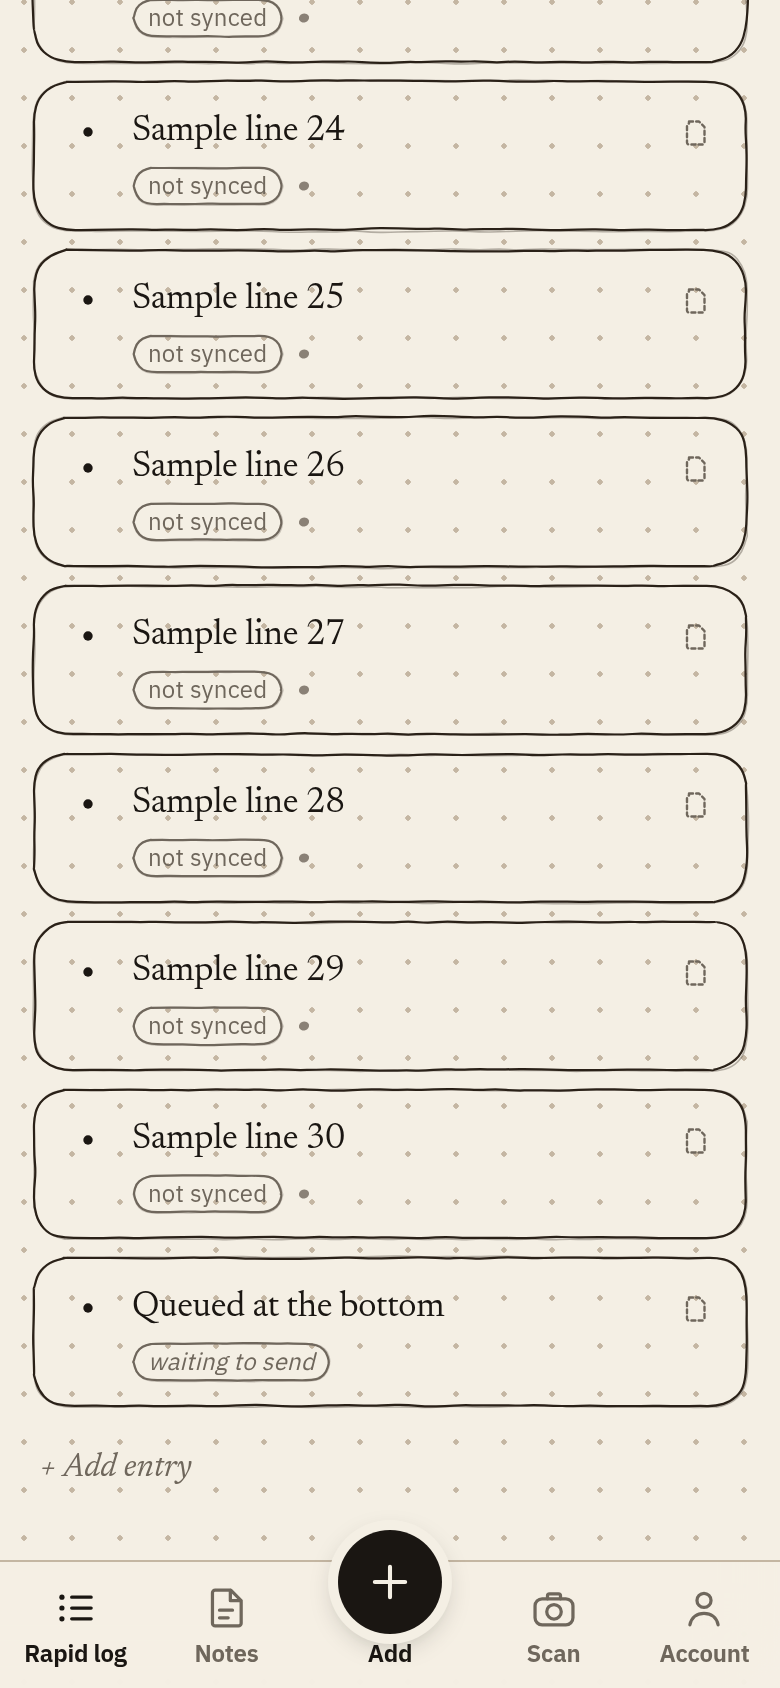 not synced
Sample line 24
not synced
Sample line 25
not synced
Sample line 26
not synced
Sample line 27
not synced
Sample line 28
not synced
Sample line 29
not synced
Sample line 30
not synced
Queued at the bottom
waiting to send
+ Add entry
Rapid log
Notes
Add
Scan
Account